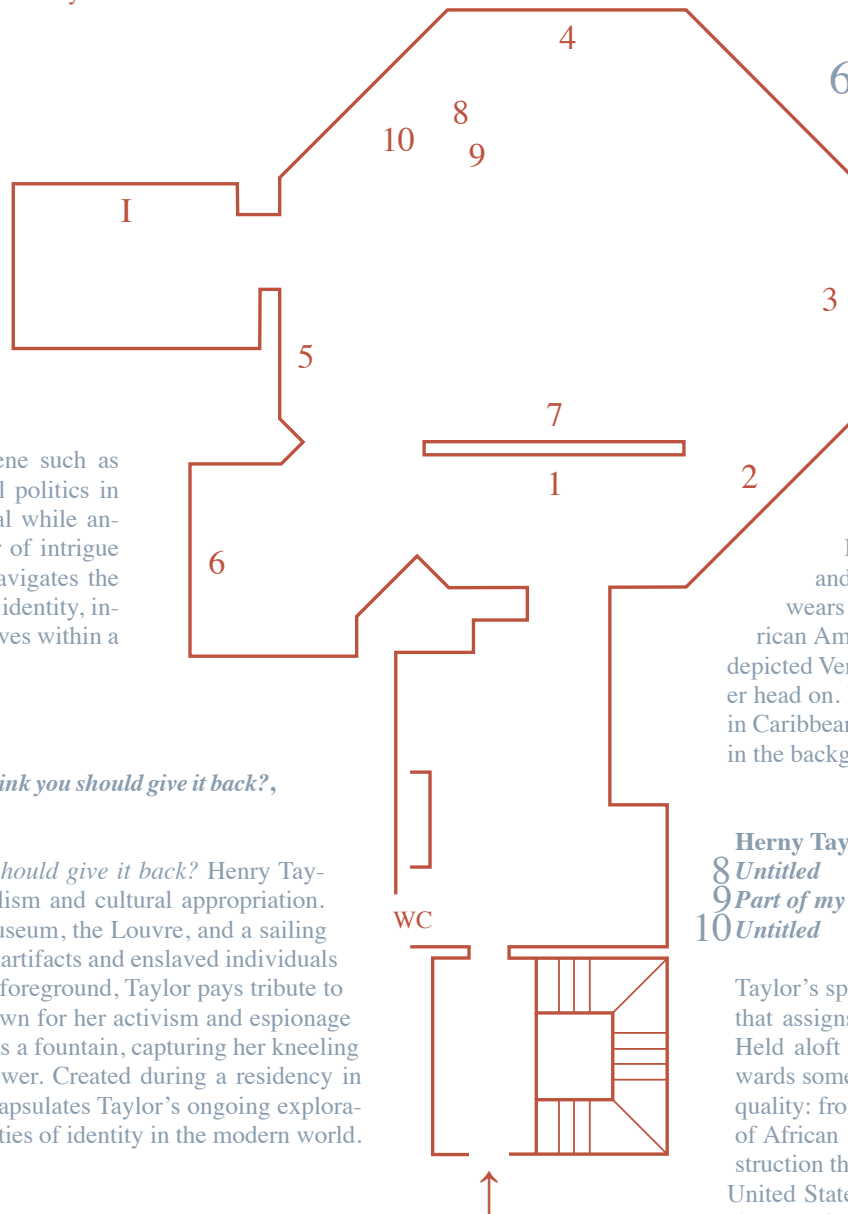 4
6
8
10
9
I
3
5
7
1
2
6
ene such as
l politics in
al while an-
r of intrigue
avigates the
identity, in-
ves within a
and
wears
rican Am
depicted Ver
er head on.
in Caribbean
in the backg
ink you should give it back?,
hould give it back? Henry Tay-
lism and cultural appropriation.
useum, the Louvre, and a sailing
artifacts and enslaved individuals
foreground, Taylor pays tribute to
wn for her activism and espionage
s a fountain, capturing her kneeling
wer. Created during a residency in
capsulates Taylor's ongoing explora-
ties of identity in the modern world.
WC
Herny Tay
8 Untitled
9 Part of my
10 Untitled
Taylor's sp
that assigns
Held aloft
wards some
quality: fro
of African
struction th
United State